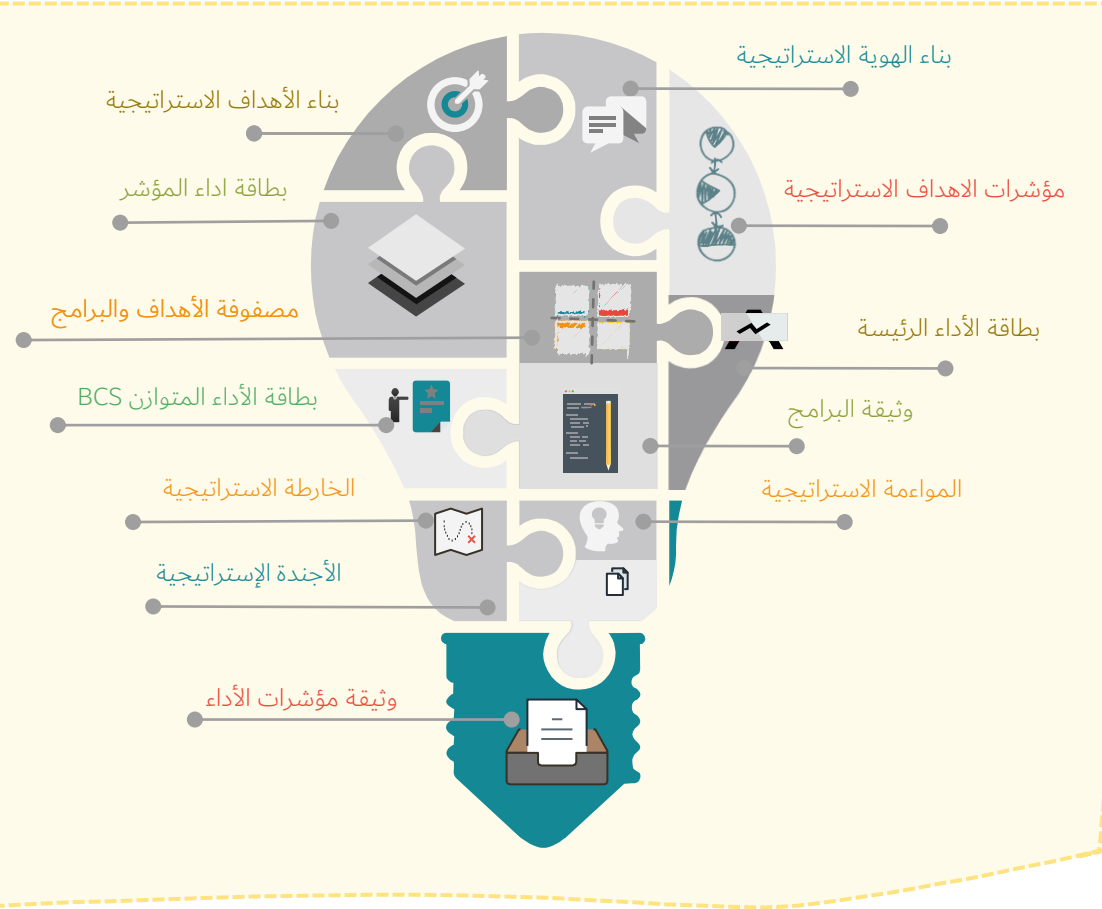 بناء الهوية الاستراتيجية
بناء الأهداف الاستراتيجية
مؤشرات الاهداف الاستراتيجية
بطاقة اداء المؤشر
بطاقة الأداء الرئيسة
مصفوفة الأهداف والبرامج
وثيقة البرامج
بطاقة الأداء المتوازن BCS
المواءمة الاستراتيجية
الخارطة الاستراتيجية
الأجندة الإستراتيجية
وثيقة مؤشرات الأداء